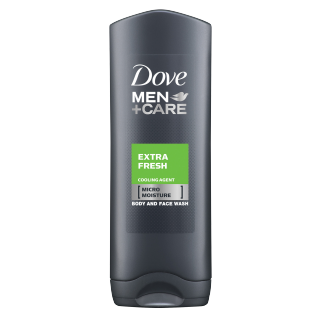 Dove
MEN
+CARE
EXTRA
FRESH
COOLING AGENT
MICRO
MOISTURE
BODY AND FACE WASH